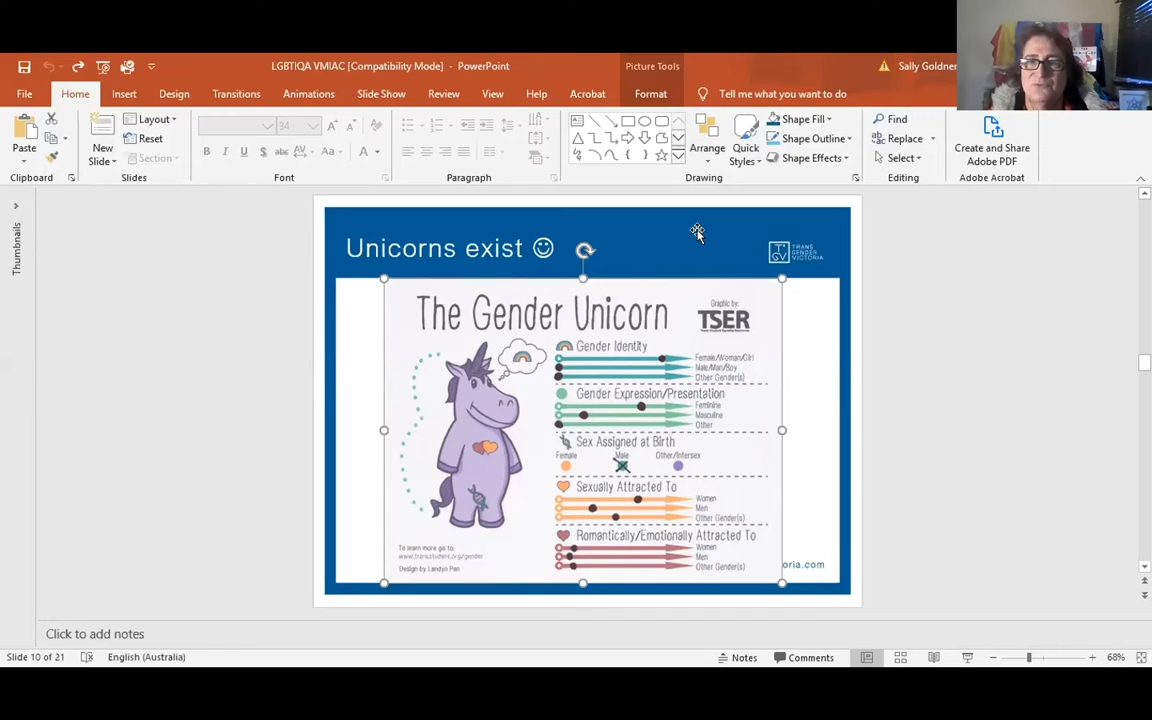 LGBTIQA VMIAC [Compatibility Mode] - PowerPoint
Picture Tools
Sally Goldner
File Home Insert Design Transitions Animations Slide Show Review View Help Acrobat Format Tell me what you want to do
Paste
New Slide
Layout
Reset
Section
34
Arrange
Quick Styles
Shape Fill
Shape Outline
Shape Effects
Find
Replace
Select
Create and Share Adobe PDF
Clipboard Slides Font Paragraph Drawing Editing Adobe Acrobat
Thumbnails
Unicorns exist ☺
TRANS
GENDER
VICTORIA
The Gender Unicorn
Graphic by:
TSER
Gender Identity
Female/Woman/Girl
Male/Man/Boy
Other Gender(s)
Gender Expression/Presentation
Feminine
Masculine
Other
Sex Assigned at Birth
Female Male Other/Intersex
Sexually Attracted To
Women
Men
Other Gender(s)
Romantically/Emotionally Attracted To
Women
Men
Other Gender(s)
To learn more go to:
www.transstudent.org/gender
Design by Landyn Pan
oria.com
Click to add notes
Slide 10 of 21 English (Australia) Notes Comments 68%